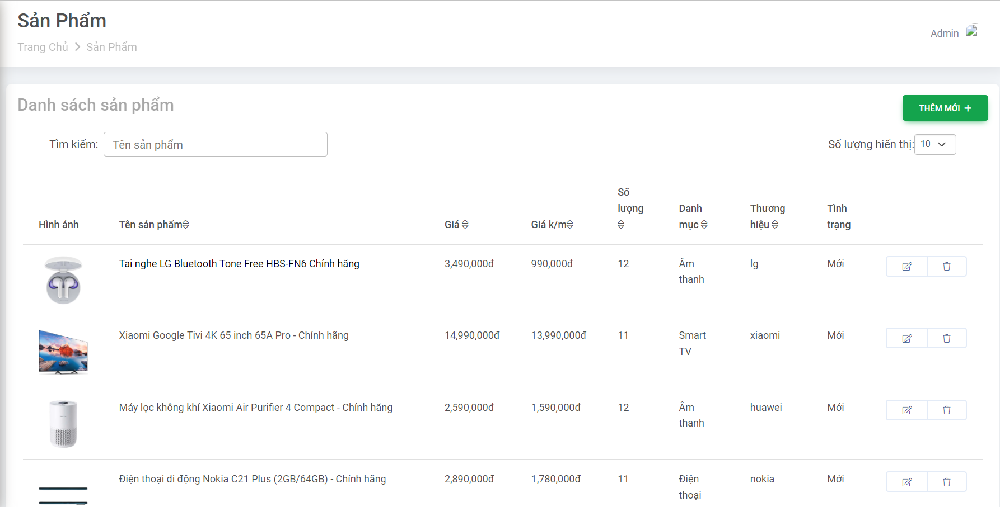 Sản Phẩm
Trang Chủ Sản Phẩm
Admin
Danh sách sản phẩm
THÊM MỚI +
Tìm kiếm: Tên sản phẩm
Số lượng hiển thị: 10
Hình ảnh Tên sản phẩm Giá Giá k/m Số lượng Danh mục Thương hiệu Tình trạng
Tai nghe LG Bluetooth Tone Free HBS-FN6 Chính hãng 3,490,000đ 990,000đ 12 Âm thanh lg Mới
Xiaomi Google Tivi 4K 65 inch 65A Pro - Chính hãng 14,990,000đ 13,990,000đ 11 Smart TV xiaomi Mới
Máy lọc không khí Xiaomi Air Purifier 4 Compact - Chính hãng 2,590,000đ 1,590,000đ 12 Âm thanh huawei Mới
Điện thoại di động Nokia C21 Plus (2GB/64GB) - Chính hãng 2,890,000đ 1,780,000đ 11 Điện thoại nokia Mới